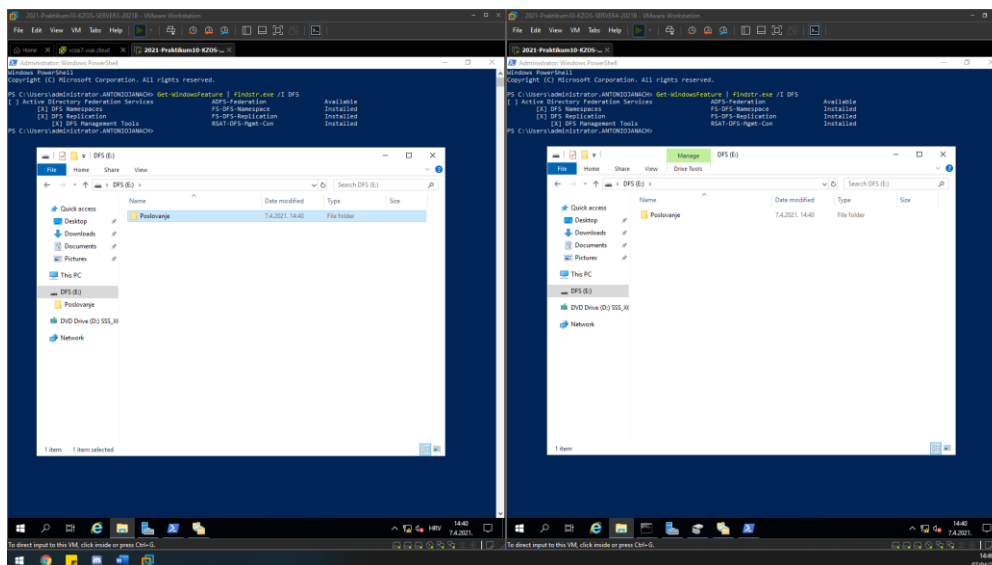 2021-Praktikum10-KZOS-SERVER3-2021B - VMware Workstation
File Edit View VM Tabs Help
Home
vcsa7.vua.cloud
2021-Praktikum10-KZOS-...
Administrator: Windows PowerShell
Windows PowerShell
Copyright (C) Microsoft Corporation. All rights reserved.
PS C:\Users\administrator.ANTONIOJANACH> Get-WindowsFeature | findstr.exe /I DFS
[ ] Active Directory Federation Services ADFS-Federation Available
[X] DFS Namespaces FS-DFS-Namespace Installed
[X] DFS Replication FS-DFS-Replication Installed
[X] DFS Management Tools RSAT-DFS-Mgmt-Con Installed
PS C:\Users\administrator.ANTONIOJANACH>
DFS (E:)
File Home Share View
DFS (E:)
Search DFS (E:)
Name Date modified Type Size
Poslovanje 7.4.2021. 14:40 File folder
Quick access
Desktop
Downloads
Documents
Pictures
This PC
DFS (E:)
Poslovanje
DVD Drive (D:) SSS_X
Network
1 item 1 item selected
HRV
14:40
7.4.2021.
To direct input to this VM, click inside or press Ctrl+G.
2021-Praktikum10-KZOS-SERVER4-2021B - VMware Workstation
File Edit View VM Tabs Help
2021-Praktikum10-KZOS-...
Administrator: Windows PowerShell
Windows PowerShell
Copyright (C) Microsoft Corporation. All rights reserved.
PS C:\Users\administrator.ANTONIOJANACH> Get-WindowsFeature | findstr.exe /I DFS
[ ] Active Directory Federation Services ADFS-Federation Available
[X] DFS Namespaces FS-DFS-Namespace Installed
[X] DFS Replication FS-DFS-Replication Installed
[X] DFS Management Tools RSAT-DFS-Mgmt-Con Installed
PS C:\Users\administrator.ANTONIOJANACH>
Manage DFS (E:)
File Home Share View Drive Tools
DFS (E:)
Search DFS (E:)
Name Date modified Type Size
Poslovanje 7.4.2021. 14:40 File folder
Quick access
Desktop
Downloads
Documents
Pictures
This PC
DFS (E:)
DVD Drive (D:) SSS_X
Network
1 item
14:40
7.4.2021.
To direct input to this VM, click inside or press Ctrl+G.